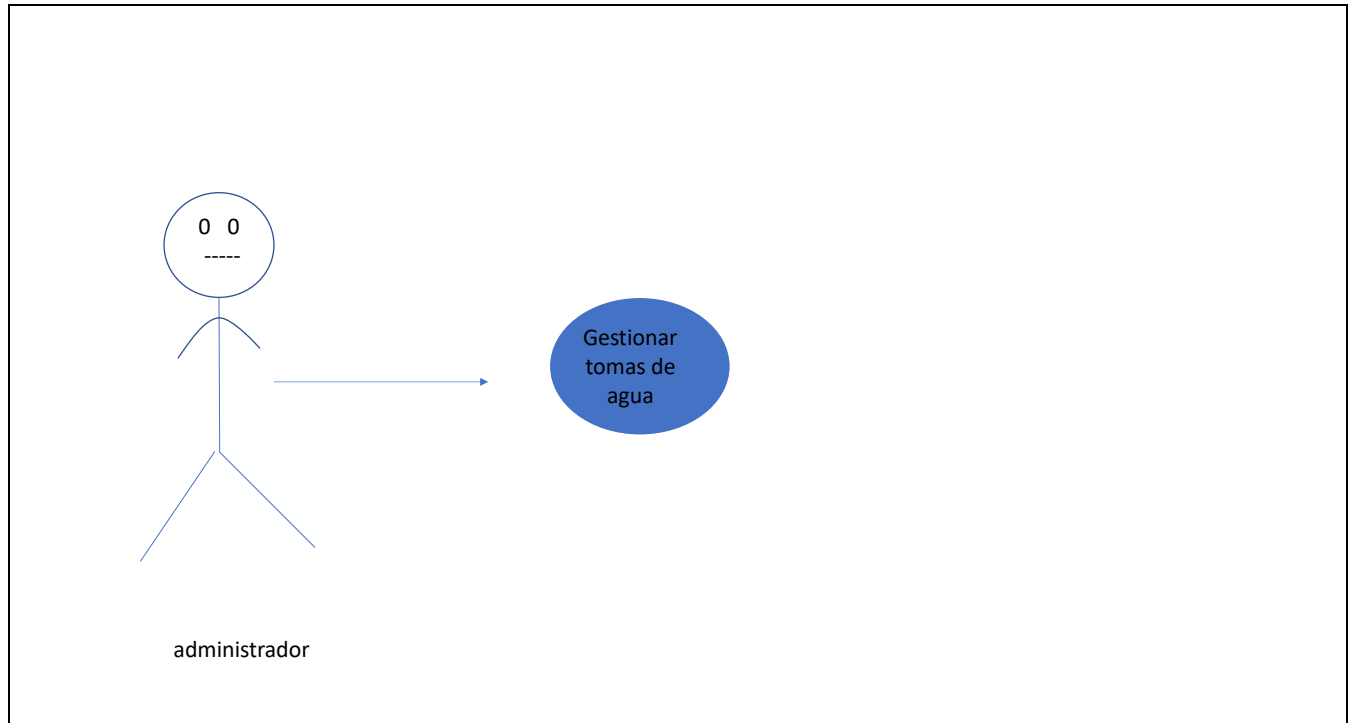 0 0
-----
Gestionar
tomas de
agua
administrador